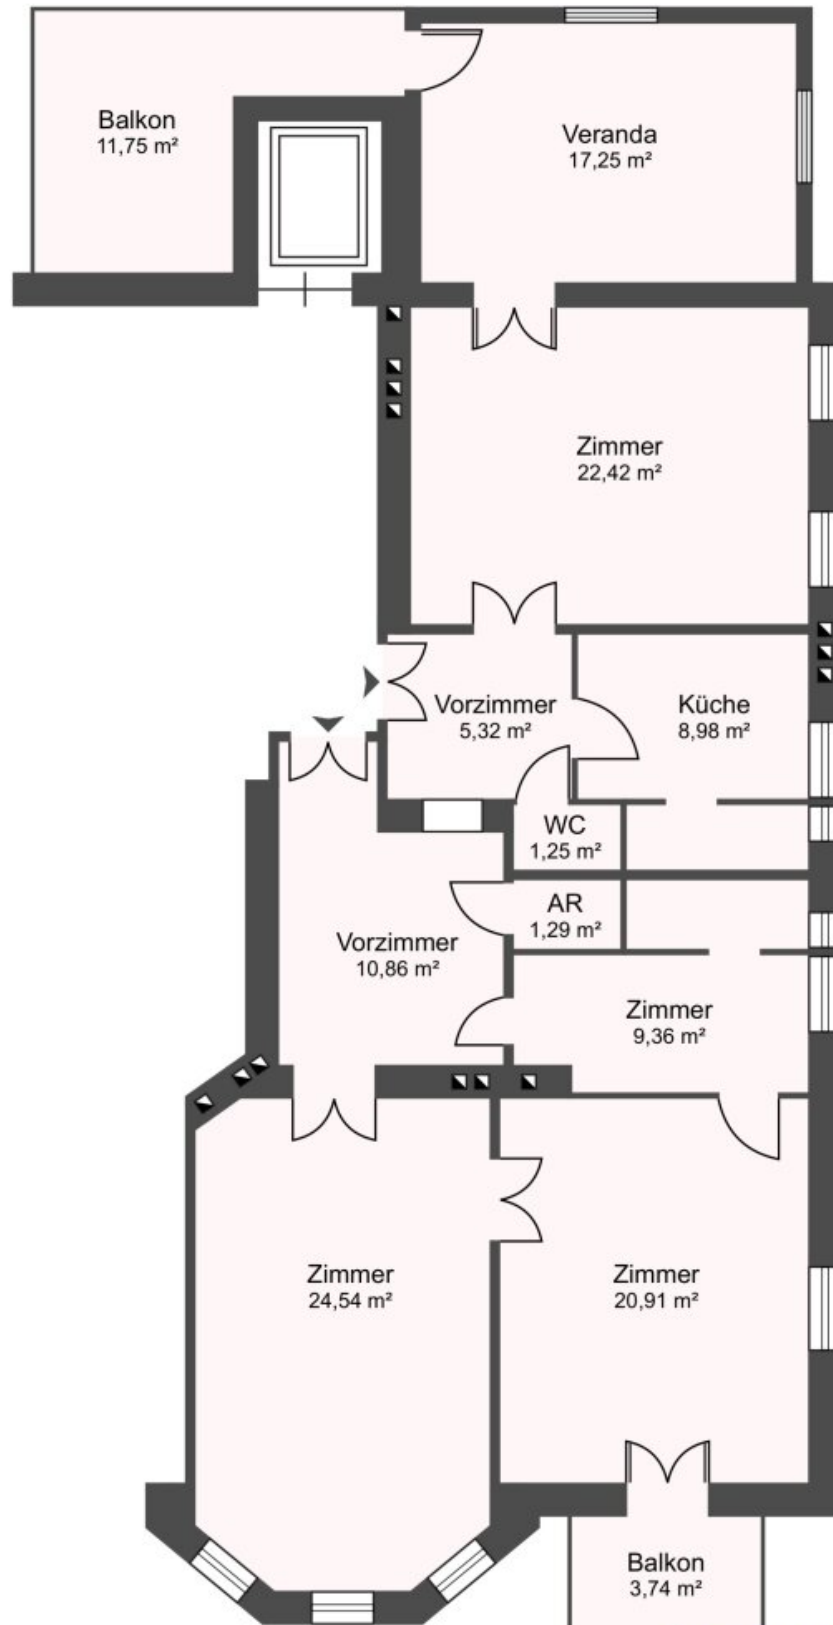 Balkon
11,75 m²
Veranda
17,25 m²
Zimmer
22,42 m²
Vorzimmer
5,32 m²
Küche
8,98 m²
WC
1,25 m²
AR
1,29 m²
Vorzimmer
10,86 m²
Zimmer
9,36 m²
Zimmer
24,54 m²
Zimmer
20,91 m²
Balkon
3,74 m²